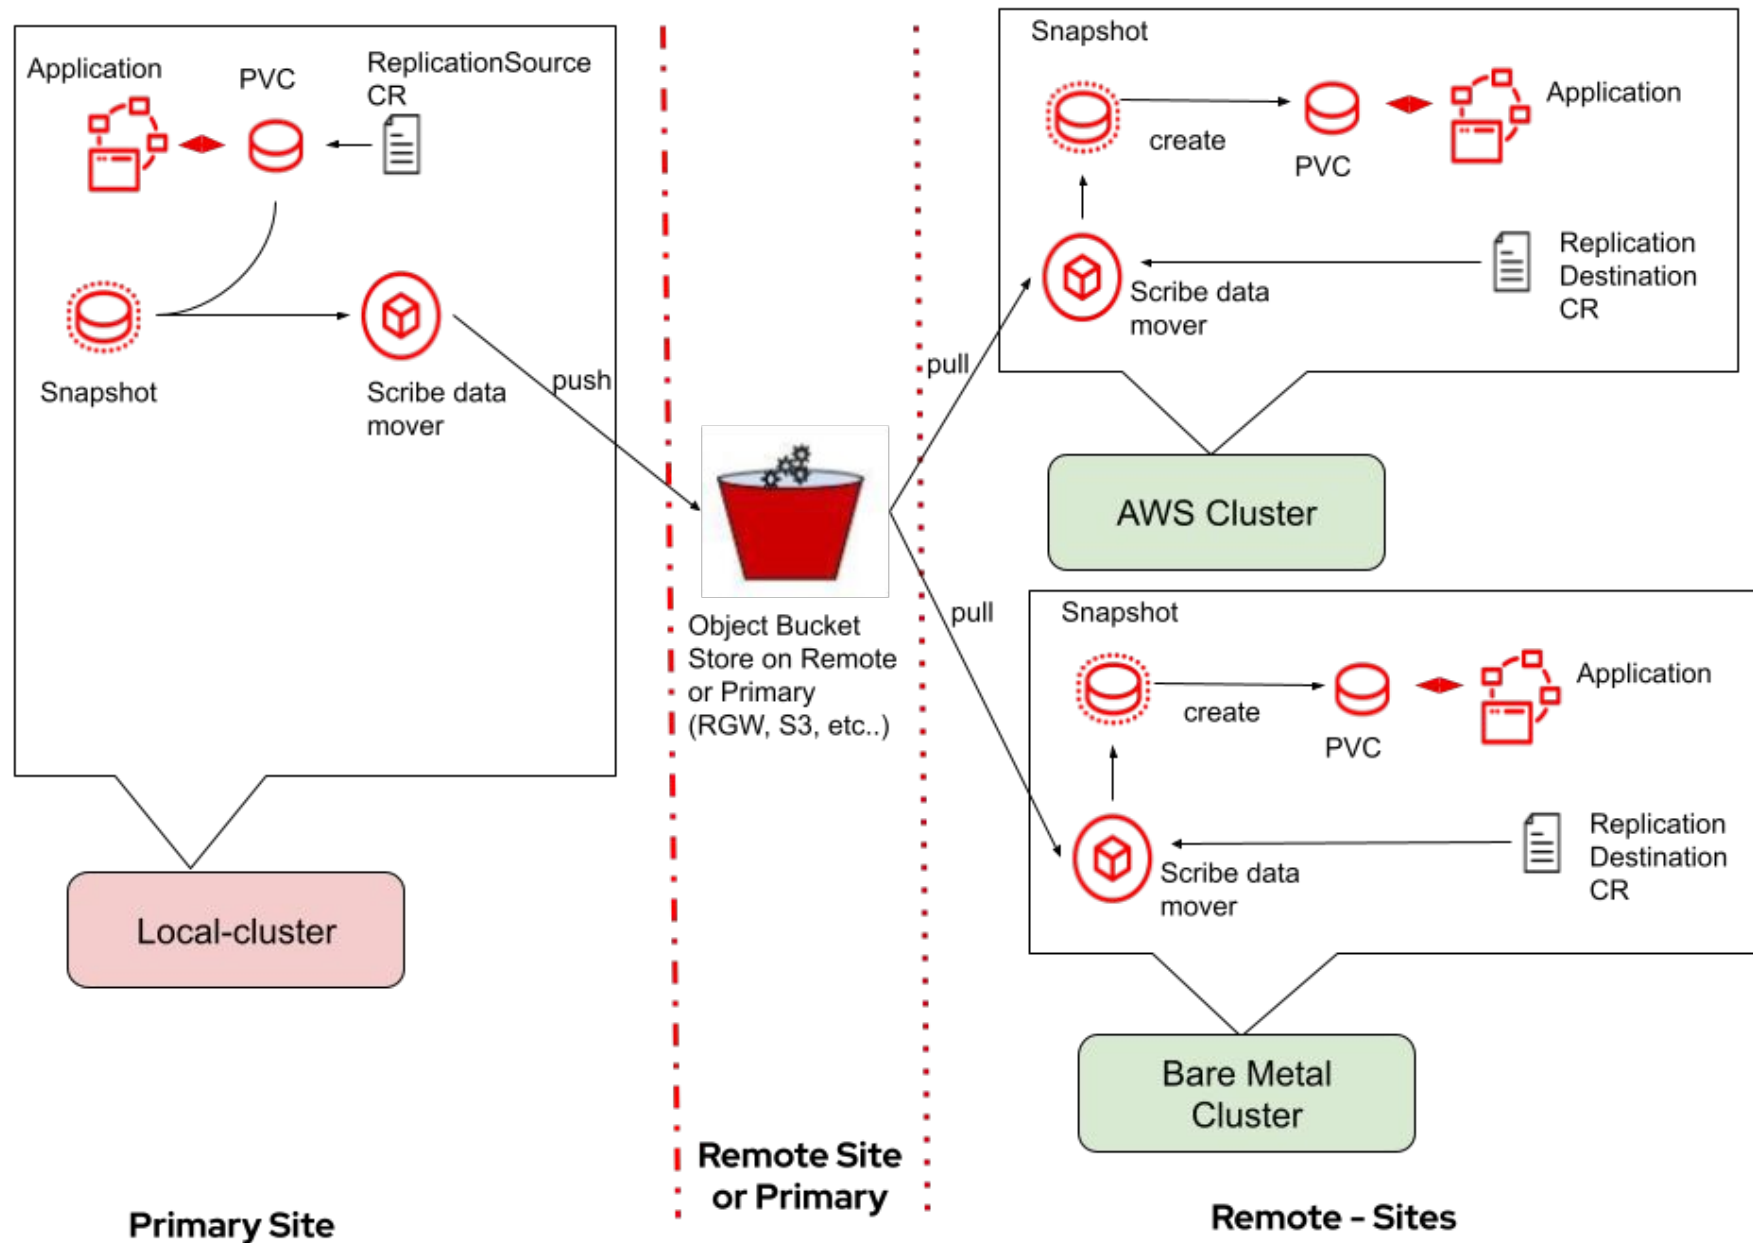 Application
PVC
ReplicationSource
CR
Snapshot
Scribe data
mover
push
Local-cluster
Primary Site
Object Bucket
Store on Remote
or Primary
(RGW, S3, etc..)
Remote Site
or Primary
pull
pull
Snapshot
create
PVC
Application
Scribe data
mover
Replication
Destination
CR
AWS Cluster
Snapshot
create
PVC
Application
Scribe data
mover
Replication
Destination
CR
Bare Metal
Cluster
Remote - Sites